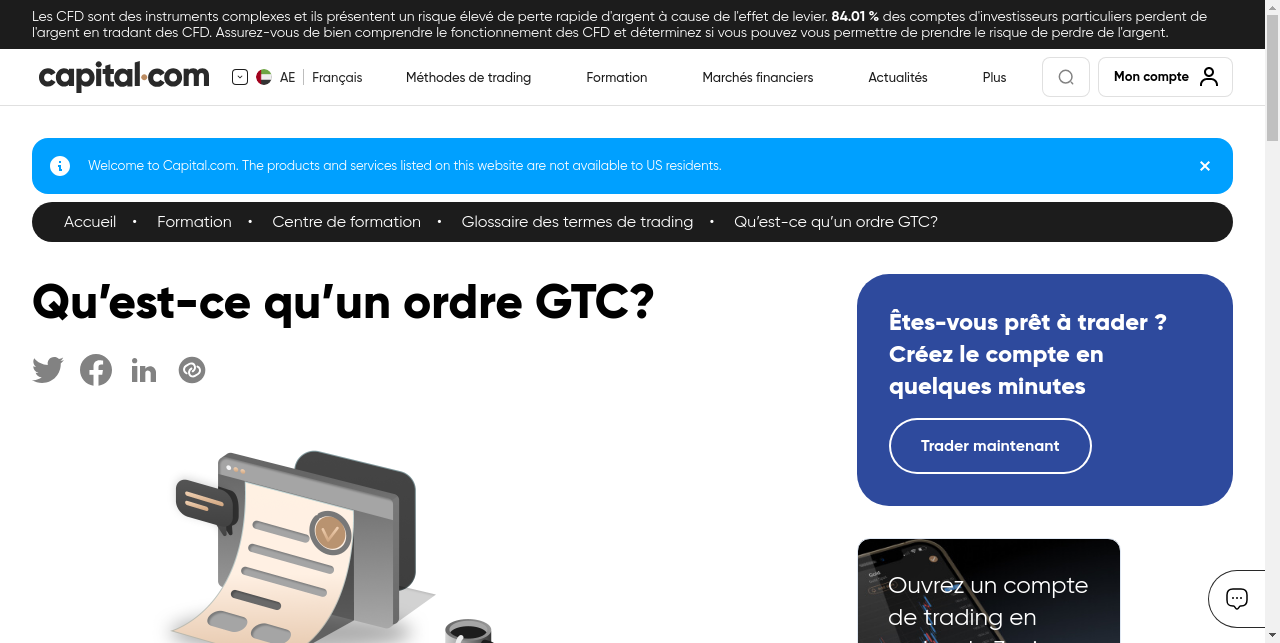 Les CFD sont des instruments complexes et ils présentent un risque élevé de perte rapide d'argent à cause de l'effet de levier. 84.01 % des comptes d'investisseurs particuliers perdent de
l'argent en tradant des CFD. Assurez-vous de bien comprendre le fonctionnement des CFD et déterminez si vous pouvez vous permettre de prendre le risque de perdre de l'argent.
capital.com AE Français Méthodes de trading Formation Marchés financiers Actualités Plus Mon compte
Welcome to Capital.com. The products and services listed on this website are not available to US residents.
Accueil • Formation • Centre de formation • Glossaire des termes de trading • Qu’est-ce qu’un ordre GTC?
Qu’est-ce qu’un ordre GTC?
Êtes-vous prêt à trader ?
Créez le compte en
quelques minutes
Trader maintenant
Ouvrez un compte
de trading en